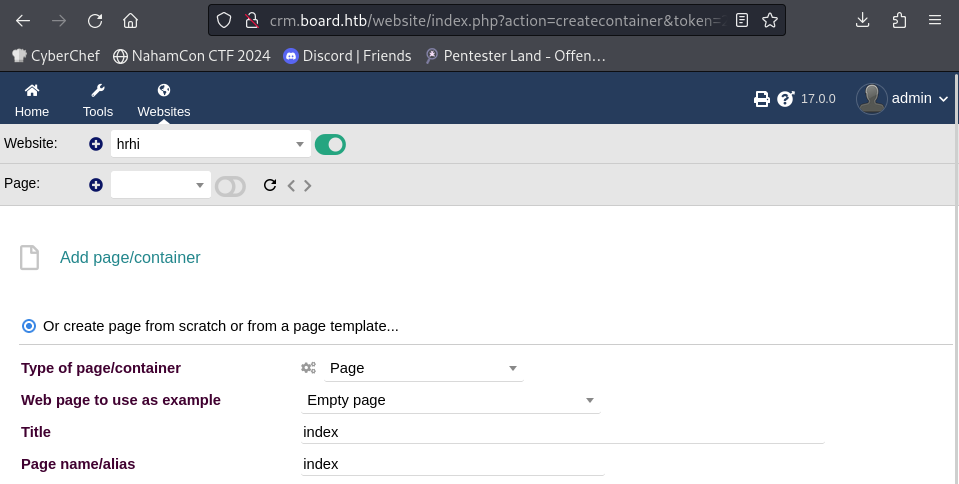 crm.board.htb/website/index.php?action=createcontainer&token=
CyberChef NahamCon CTF 2024 Discord | Friends Pentester Land - Offen...
Home Tools Websites 17.0.0 admin
Website: hrhi
Page:
Add page/container
Or create page from scratch or from a page template...
Type of page/container Page
Web page to use as example Empty page
Title index
Page name/alias index